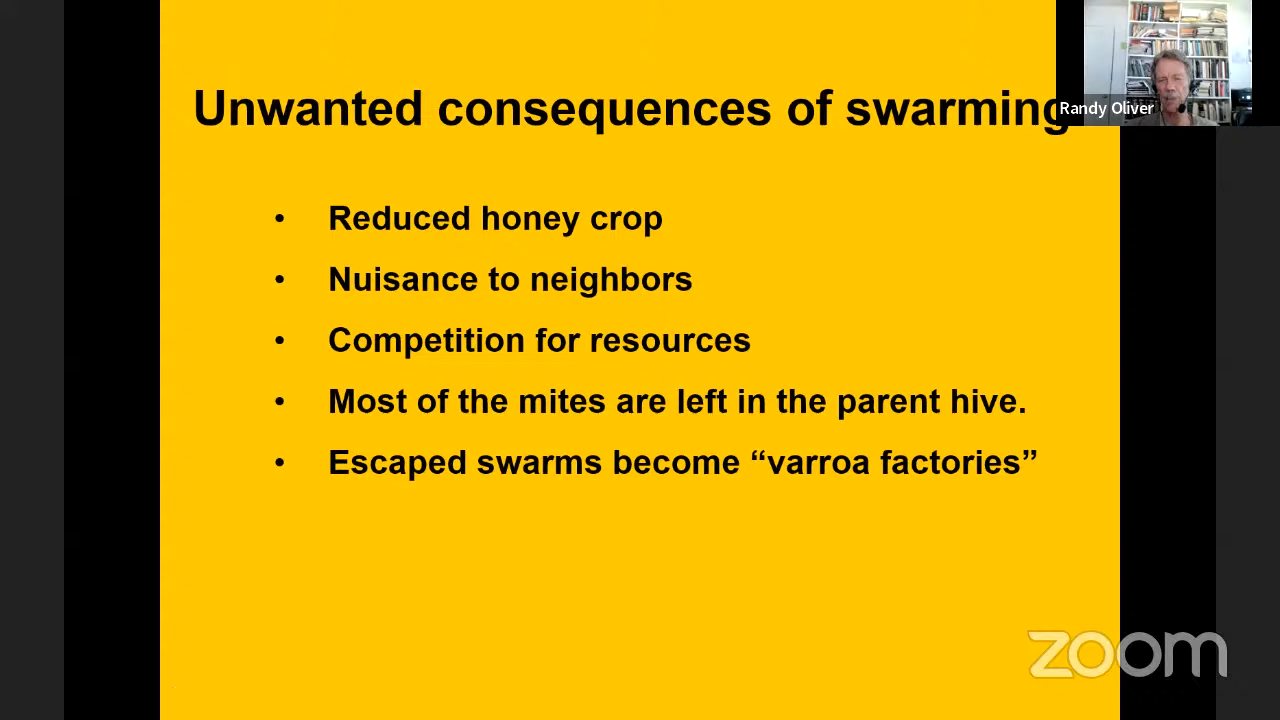 Unwanted consequences of swarming
Randy Oliver
• Reduced honey crop
• Nuisance to neighbors
• Competition for resources
• Most of the mites are left in the parent hive.
• Escaped swarms become “varroa factories”
zoom